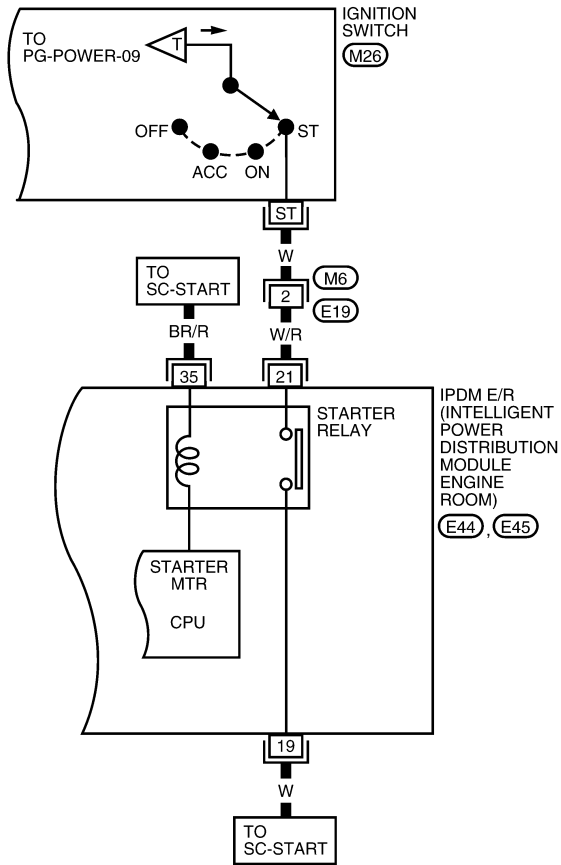 IGNITION
SWITCH
M26
TO
PG-POWER-09
T
OFF
ST
ACC
ON
ST
W
TO
SC-START
M6
2
E19
BR/R
W/R
35
21
STARTER
RELAY
IPDM E/R
(INTELLIGENT
POWER
DISTRIBUTION
MODULE
ENGINE
ROOM)
E44 , E45
STARTER
MTR
CPU
19
W
TO
SC-START